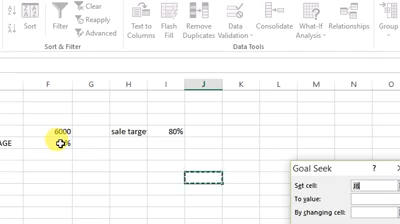 A Z
Z A
Sort
Filter
Clear
Reapply
Advanced
Text to Columns
Flash Fill
Remove Duplicates
Data Validation
Consolidate
What-If Analysis
Relationships
Group
Sort & Filter
Data Tools
F G H I J K L M N O
6000 sale targe 80%
AGE %
Goal Seek ? ×
Set cell:
To value:
By changing cell: